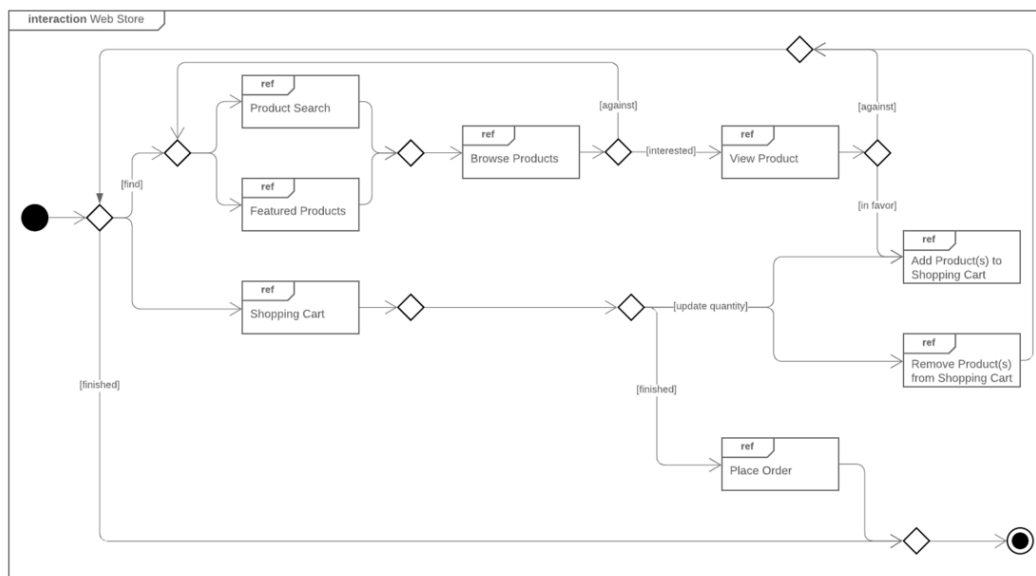 interaction Web Store
ref
Product Search
[against]
[against]
ref
Browse Products
[interested]
ref
View Product
[find]
ref
Featured Products
[in favor]
ref
Add Product(s) to
Shopping Cart
ref
Shopping Cart
[update quantity]
ref
Remove Product(s)
from Shopping Cart
[finished]
[finished]
ref
Place Order